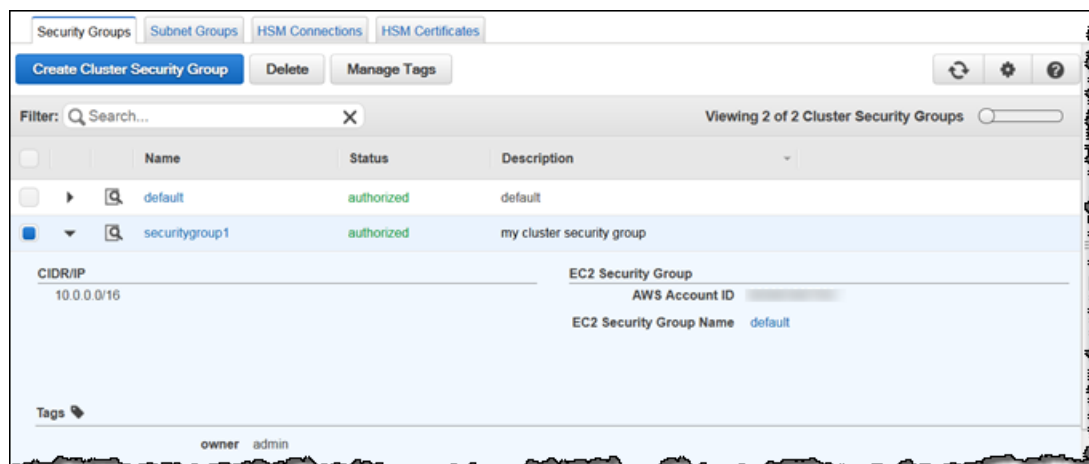 Security Groups Subnet Groups HSM Connections HSM Certificates
Create Cluster Security Group Delete Manage Tags
Filter: Search... Viewing 2 of 2 Cluster Security Groups
Name Status Description
default authorized default
securitygroup1 authorized my cluster security group
CIDR/IP EC2 Security Group
10.0.0.0/16 AWS Account ID
EC2 Security Group Name default
Tags
owner admin